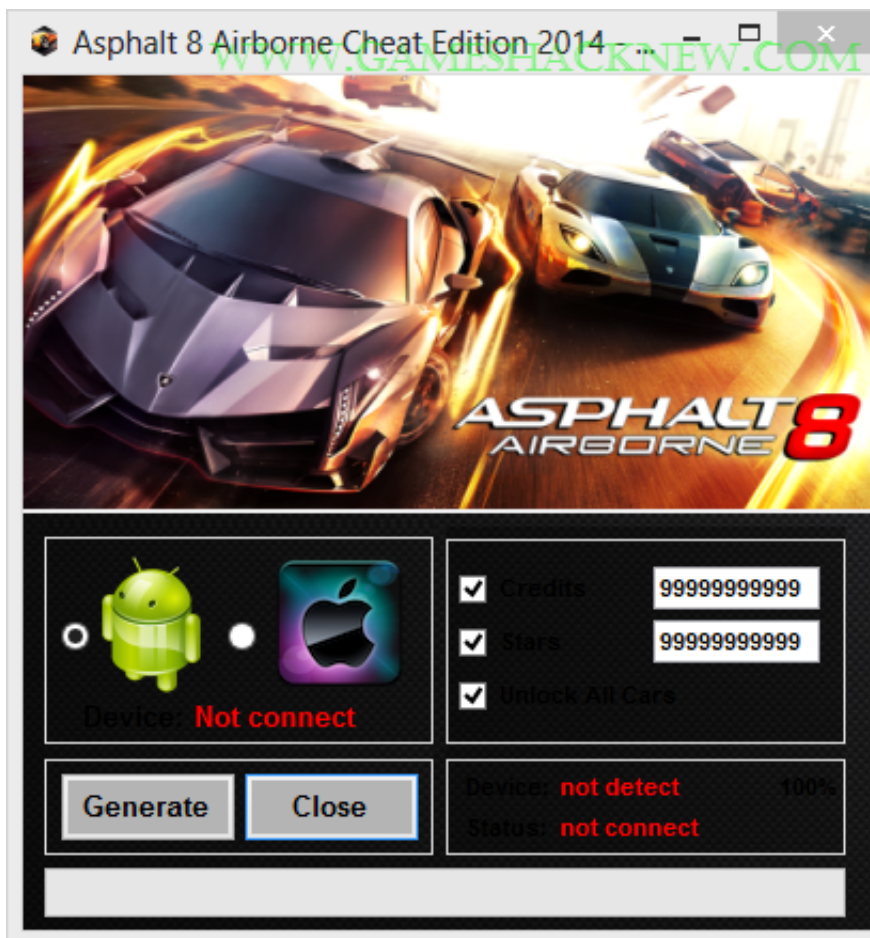 Asphalt 8 Airborne Cheat Edition 2014 - ...
WWW.GAMESHACKNEW.COM
ASPHALT 8
AIRBORNE
Credits 99999999999
Stars 99999999999
Unlock All Cars
Device: Not connect
Generate Close
Device: not detect 100%
Status: not connect